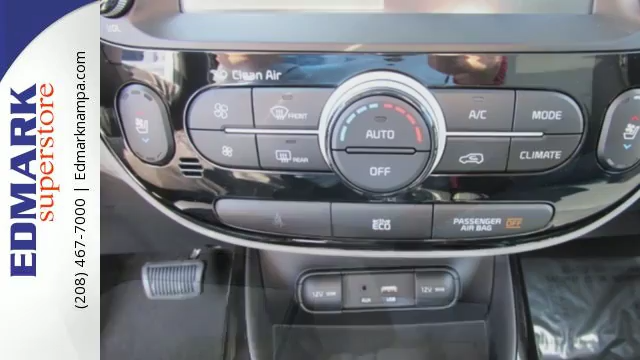 EDMARK
superstore
(208) 467-7000 | Edmarknampa.com
VOL
Clean Air
FRONT
A/C
MODE
AUTO
REAR
CLIMATE
OFF
ECO
PASSENGER
AIR BAG OFF
12V
AUX
USB
12V